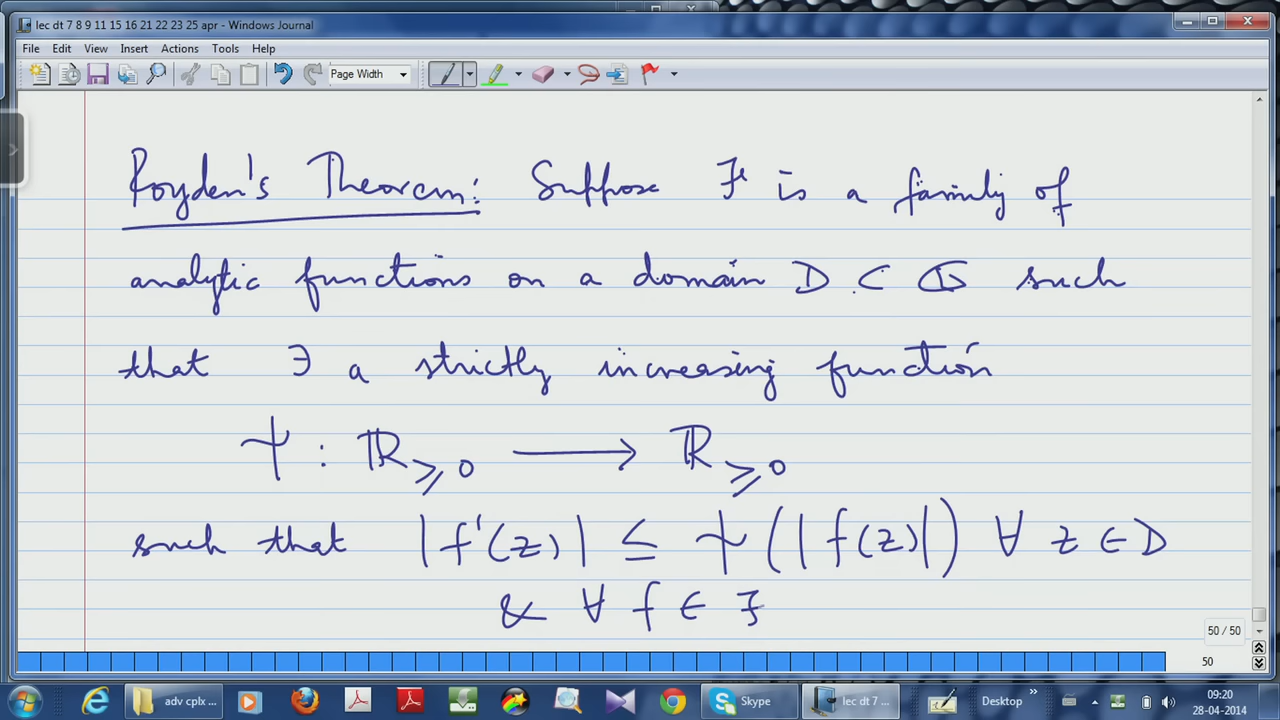 lec dt 7 8 9 11 15 16 21 22 23 25 apr - Windows Journal
File Edit View Insert Actions Tools Help
Page Width
Royden's Theorem: Suppose ℱ is a family of
analytic functions on a domain D ⊂ ℂ such
that ∃ a strictly increasing function
ψ : ℝ≥0 ⟶ ℝ≥0
such that |f'(z)| ≤ ψ(|f(z)|) ∀ z ∈ D
& ∀ f ∈ ℱ
50 / 50
50
adv cplx ... Skype lec dt 7 ... Desktop » 09:20
28-04-2014